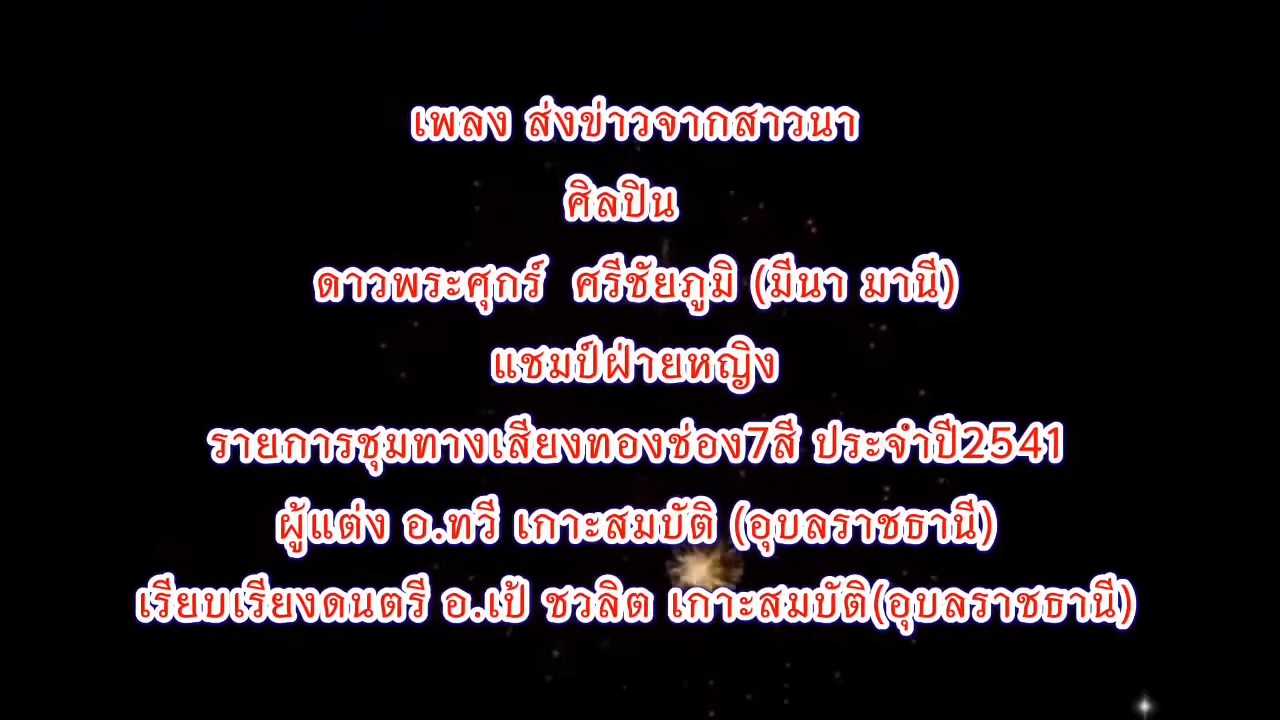 เพลง ส่งข่าวจากสาวนา
ศิลปิน
ดาวพระศุกร์ ศรีชัยภูมิ (มีนา มานี)
แชมป์ฝ่ายหญิง
รายการชุมทางเสียงทองช่อง7สี ประจำปี2541
ผู้แต่ง อ.ทวี เกาะสมบัติ (อุบลราชธานี)
เรียบเรียงดนตรี อ.เป้ ชวลิต เกาะสมบัติ(อุบลราชธานี)